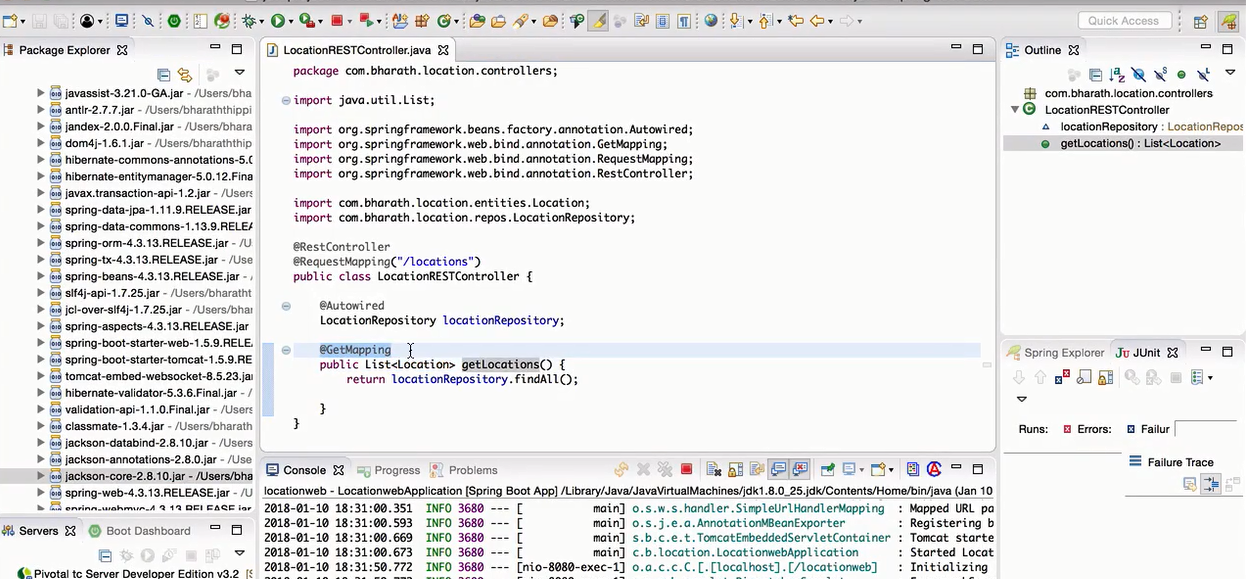 Quick Access
Package Explorer
javassist-3.21.0-GA.jar - /Users/bha
antlr-2.7.7.jar - /Users/bharaththippi
jandex-2.0.0.Final.jar - /Users/bharat
dom4j-1.6.1.jar - /Users/bharaththipp
hibernate-commons-annotations-5.0
hibernate-entitymanager-5.0.12.Final
javax.transaction-api-1.2.jar - /Users
spring-data-jpa-1.11.9.RELEASE.jar
spring-data-commons-1.13.9.RELEAS
spring-orm-4.3.13.RELEASE.jar - /U
spring-tx-4.3.13.RELEASE.jar - /Use
spring-beans-4.3.13.RELEASE.jar
slf4j-api-1.7.25.jar - /Users/bharatht
jcl-over-slf4j-1.7.25.jar - /Users/bha
spring-aspects-4.3.13.RELEASE.jar
spring-boot-starter-web-1.5.9.RELE
spring-boot-starter-tomcat-1.5.9.RE
tomcat-embed-websocket-8.5.23.jar
hibernate-validator-5.3.6.Final.jar
validation-api-1.1.0.Final.jar - /User
classmate-1.3.4.jar - /Users/bharatht
jackson-databind-2.8.10.jar - /Users
jackson-annotations-2.8.0.jar - /User
jackson-core-2.8.10.jar - /Users/bha
spring-web-4.3.13.RELEASE.jar
spring-webmvc-4.3.13.RELEASE.jar
Servers
Boot Dashboard
Pivotal tc Server Developer Edition v3.2
LocationRESTController.java
package com.bharath.location.controllers;
import java.util.List;
import org.springframework.beans.factory.annotation.Autowired;
import org.springframework.web.bind.annotation.GetMapping;
import org.springframework.web.bind.annotation.RequestMapping;
import org.springframework.web.bind.annotation.RestController;
import com.bharath.location.entities.Location;
import com.bharath.location.repos.LocationRepository;
@RestController
@RequestMapping("/locations")
public class LocationRESTController {
@Autowired
LocationRepository locationRepository;
@GetMapping
public List<Location> getLocations() {
return locationRepository.findAll();
}
}
Console
Progress
Problems
locationweb - LocationwebApplication [Spring Boot App] /Library/Java/JavaVirtualMachines/jdk1.8.0_25.jdk/Contents/Home/bin/java (Jan 10
2018-01-10 18:31:00.351 INFO 3680 --- [ main] o.s.w.s.handler.SimpleUrlHandlerMapping : Mapped URL pa
2018-01-10 18:31:00.593 INFO 3680 --- [ main] o.s.j.e.a.AnnotationMBeanExporter : Registering b
2018-01-10 18:31:00.669 INFO 3680 --- [ main] s.b.c.e.t.TomcatEmbeddedServletContainer : Tomcat starte
2018-01-10 18:31:00.673 INFO 3680 --- [ main] c.b.location.LocationwebApplication : Started Locat
2018-01-10 18:31:50.772 INFO 3680 --- [nio-8080-exec-1] o.a.c.c.C.[.[localhost].[/locationweb] : Initializing
Outline
com.bharath.location.controllers
LocationRESTController
locationRepository : LocationRepos
getLocations() : List<Location>
Spring Explorer
JUnit
Runs: Errors: Failur
Failure Trace